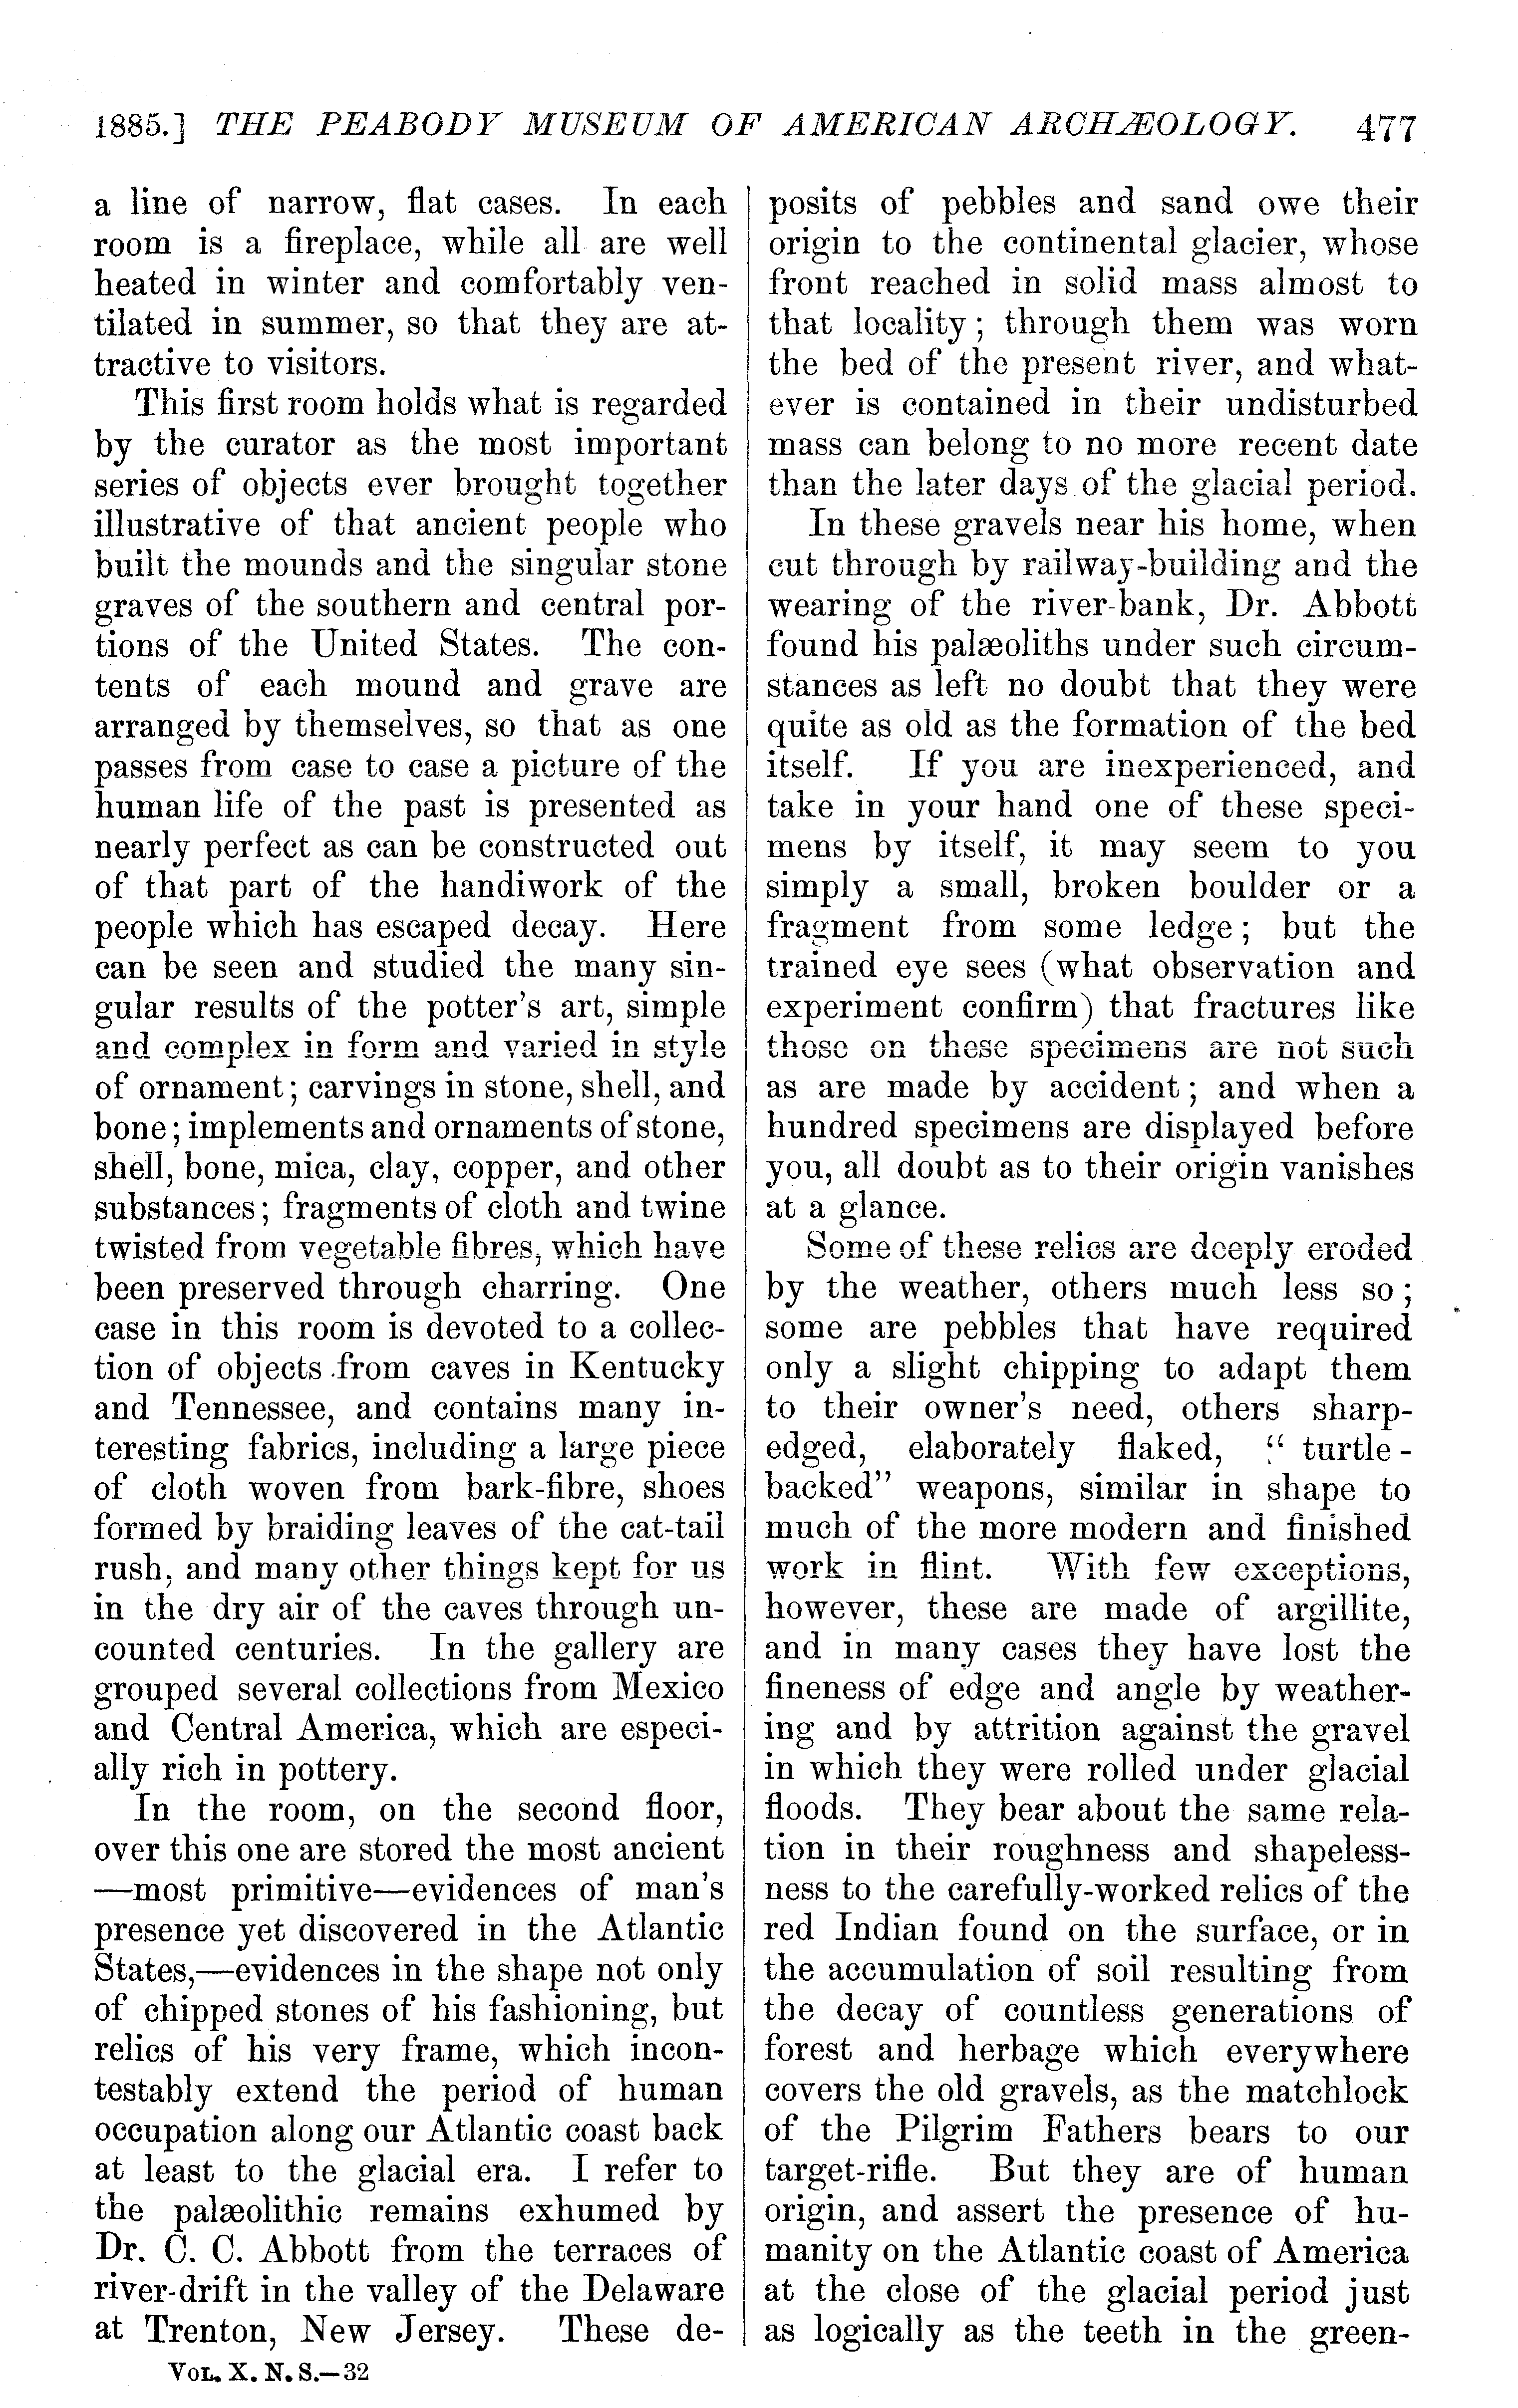 1885.] THE PEABODY MUSEUM OF AMERICAN ARCHÆOLOGY. 477
a line of narrow, flat cases. In each
room is a fireplace, while all are well
heated in winter and comfortably ven-
tilated in summer, so that they are at-
tractive to visitors.
This first room holds what is regarded
by the curator as the most important
series of objects ever brought together
illustrative of that ancient people who
built the mounds and the singular stone
graves of the southern and central por-
tions of the United States. The con-
tents of each mound and grave are
arranged by themselves, so that as one
passes from case to case a picture of the
human life of the past is presented as
nearly perfect as can be constructed out
of that part of the handiwork of the
people which has escaped decay. Here
can be seen and studied the many sin-
gular results of the potter's art, simple
and complex in form and varied in style
of ornament; carvings in stone, shell, and
bone; implements and ornaments of stone,
shell, bone, mica, clay, copper, and other
substances; fragments of cloth and twine
twisted from vegetable fibres, which have
been preserved through charring. One
case in this room is devoted to a collec-
tion of objects from caves in Kentucky
and Tennessee, and contains many in-
teresting fabrics, including a large piece
of cloth woven from bark-fibre, shoes
formed by braiding leaves of the cat-tail
rush, and many other things kept for us
in the dry air of the caves through un-
counted centuries. In the gallery are
grouped several collections from Mexico
and Central America, which are especi-
ally rich in pottery.
In the room, on the second floor,
over this one are stored the most ancient
—most primitive—evidences of man's
presence yet discovered in the Atlantic
States,—evidences in the shape not only
of chipped stones of his fashioning, but
relics of his very frame, which incon-
testably extend the period of human
occupation along our Atlantic coast back
at least to the glacial era. I refer to
the palæolithic remains exhumed by
Dr. C. C. Abbott from the terraces of
river-drift in the valley of the Delaware
at Trenton, New Jersey. These de-
VOL. X. N. S.—32
posits of pebbles and sand owe their
origin to the continental glacier, whose
front reached in solid mass almost to
that locality; through them was worn
the bed of the present river, and what-
ever is contained in their undisturbed
mass can belong to no more recent date
than the later days of the glacial period.
In these gravels near his home, when
cut through by railway-building and the
wearing of the river-bank, Dr. Abbott
found his palæoliths under such circum-
stances as left no doubt that they were
quite as old as the formation of the bed
itself. If you are inexperienced, and
take in your hand one of these speci-
mens by itself, it may seem to you
simply a small, broken boulder or a
fragment from some ledge; but the
trained eye sees (what observation and
experiment confirm) that fractures like
those on these specimens are not such
as are made by accident; and when a
hundred specimens are displayed before
you, all doubt as to their origin vanishes
at a glance.
Some of these relics are deeply eroded
by the weather, others much less so;
some are pebbles that have required
only a slight chipping to adapt them
to their owner's need, others sharp-
edged, elaborately flaked, "turtle-
backed" weapons, similar in shape to
much of the more modern and finished
work in flint. With few exceptions,
however, these are made of argillite,
and in many cases they have lost the
fineness of edge and angle by weather-
ing and by attrition against the gravel
in which they were rolled under glacial
floods. They bear about the same rela-
tion in their roughness and shapeless-
ness to the carefully-worked relics of the
red Indian found on the surface, or in
the accumulation of soil resulting from
the decay of countless generations of
forest and herbage which everywhere
covers the old gravels, as the matchlock
of the Pilgrim Fathers bears to our
target-rifle. But they are of human
origin, and assert the presence of hu-
manity on the Atlantic coast of America
at the close of the glacial period just
as logically as the teeth in the green-